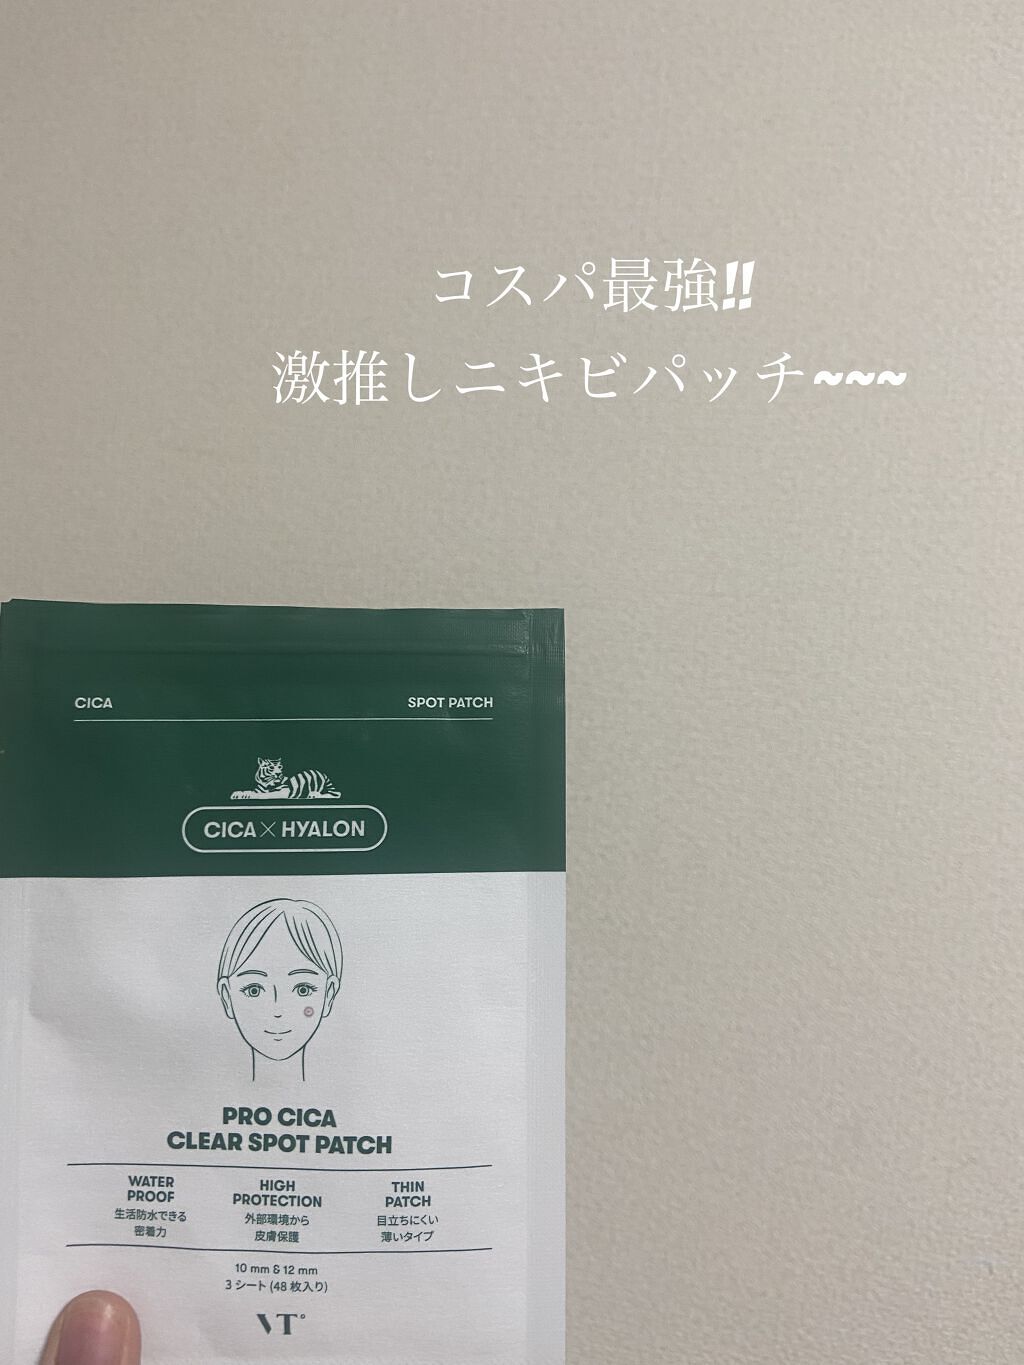 コスパ最強!!
激推しニキビパッチ~~~
CICA
SPOT PATCH
CICA×HYALON
PRO CICA
CLEAR SPOT PATCH
WATER
PROOF
生活防水できる
密着力
HIGH
PROTECTION
外部環境から
皮膚保護
THIN
PATCH
目立ちにくい
薄いタイプ
10 mm & 12 mm
3 シート (48 枚入り)
VT°